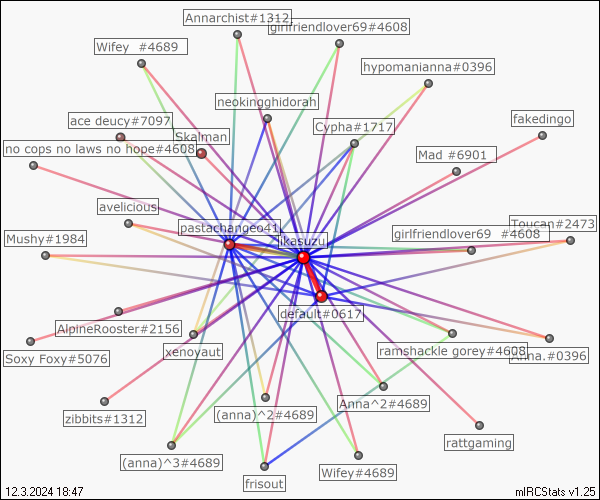 Annarchist#1312
girlfriendlover69#4608
Wifey #4689
hypomanianna#0396
neokingghidorah
ace deucy#7097
Cypha#1717
fakedingo
Skalman
no cops no laws no hope#4608
Mad #6901
avelicious
pastachangeo41
Toucan#2473
girlfriendlover69 #4608
Mushy#1984
ikasuzu
default#0617
AlpineRooster#2156
xenoyaut
ramshackle gorey#4608
Anna.#0396
Soxy Foxy#5076
zibbits#1312
(anna)^2#4689
Anna^2#4689
rattgaming
(anna)^3#4689
Wifey#4689
frisout
12.3.2024 18:47
mIRCStats v1.25